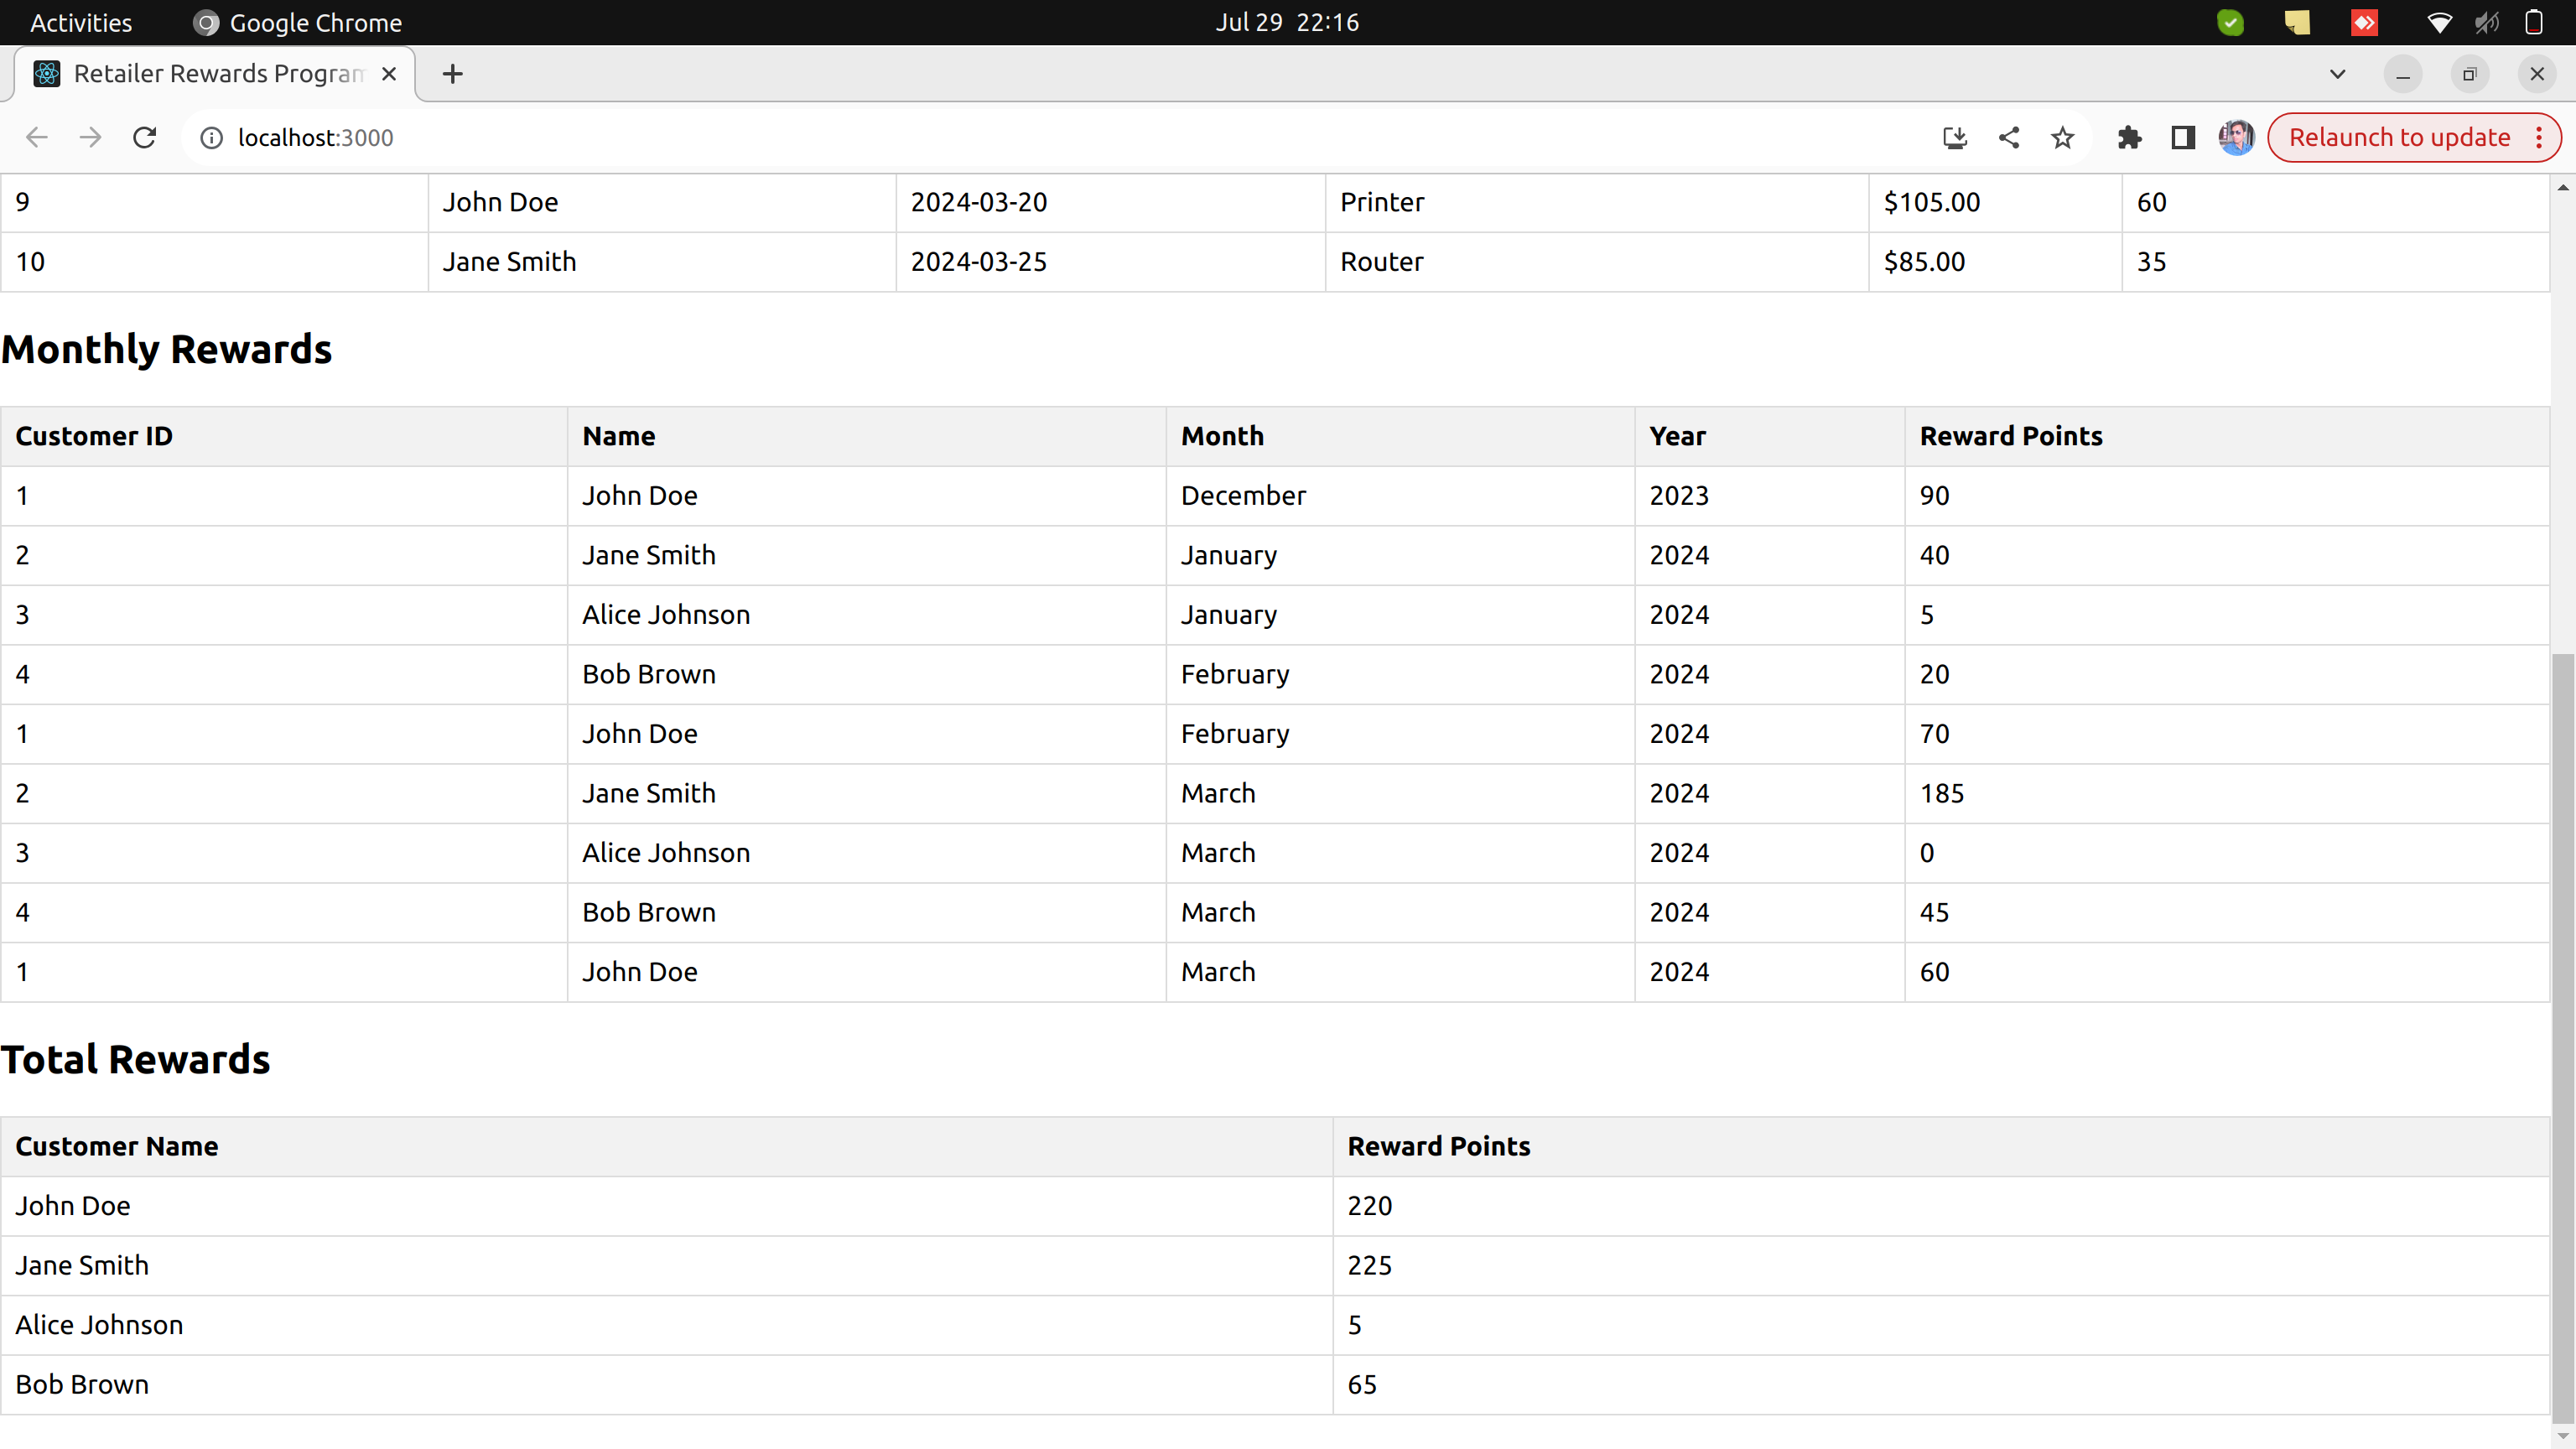 Activities Google Chrome Jul 29 22:16
Retailer Rewards Program
localhost:3000 Relaunch to update
9 John Doe 2024-03-20 Printer $105.00 60
10 Jane Smith 2024-03-25 Router $85.00 35
Monthly Rewards
Customer ID Name Month Year Reward Points
1 John Doe December 2023 90
2 Jane Smith January 2024 40
3 Alice Johnson January 2024 5
4 Bob Brown February 2024 20
1 John Doe February 2024 70
2 Jane Smith March 2024 185
3 Alice Johnson March 2024 0
4 Bob Brown March 2024 45
1 John Doe March 2024 60
Total Rewards
Customer Name Reward Points
John Doe 220
Jane Smith 225
Alice Johnson 5
Bob Brown 65